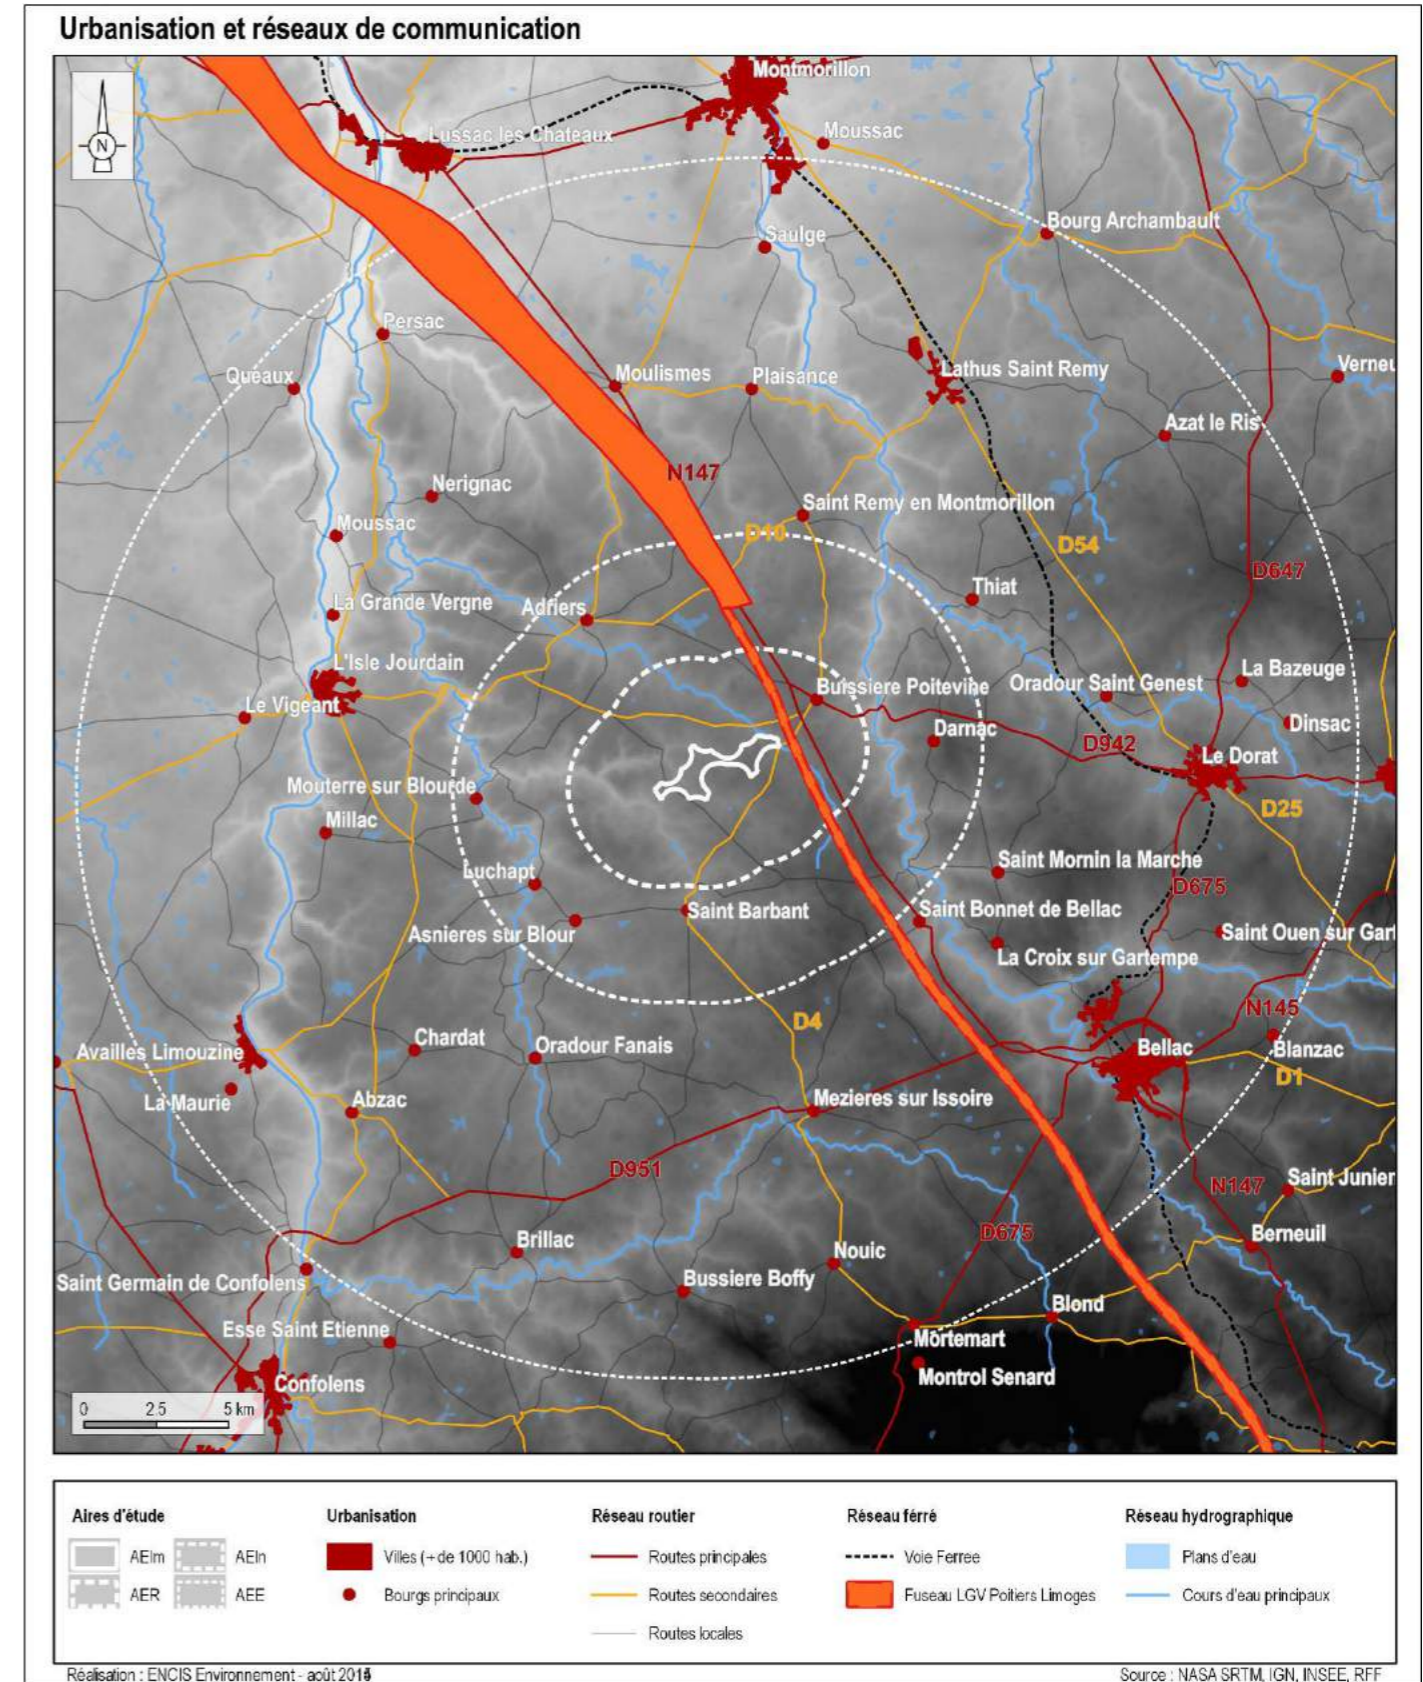 Urbanisation et réseaux de communication
N
Montmorillon
Moussac
Lussac les Chateaux
Bourg Archambault
Saulge
Persac
Queaux
Moulismes
Plaisance
Lathus Saint Remy
Verneu
Azat le Ris
N147
Nerignac
Saint Remy en Montmorillon
Moussac
D10
D54
D647
Thiat
La Grande Vergne
Adriers
L'Isle Jourdain
La Bazeuge
Buissiere Poitevine
Oradour Saint Genest
Le Vigeant
Dinsac
Darnac
D942
Le Dorat
Mouterre sur Blourde
D25
Millac
Saint Mornin la Marche
Luchapt
D675
Saint Barbant
Saint Bonnet de Bellac
Asnieres sur Blour
Saint Ouen sur Gart
La Croix sur Gartempe
N145
D4
Chardat
Oradour Fanais
Bellac
Blanzac
Availles Limouzine
D1
La Maurie
Abzac
Mezieres sur Issoire
D951
Saint Junien
N147
D675
Berneuil
Brillac
Nouic
Saint Germain de Confolens
Bussiere Boffy
Blond
Esse Saint Etienne
Mortemart
Montrol Senard
Confolens
0 2.5 5 km
Aires d'étude
AEIm
AEIn
AER
AEE
Urbanisation
Villes (+ de 1000 hab.)
Bourgs principaux
Réseau routier
Routes principales
Routes secondaires
Routes locales
Réseau férré
Voie Ferree
Fuseau LGV Poitiers Limoges
Réseau hydrographique
Plans d'eau
Cours d'eau principaux
Réalisation : ENCIS Environnement - août
Source : NASA SRTM, IGN, INSEE, RFF